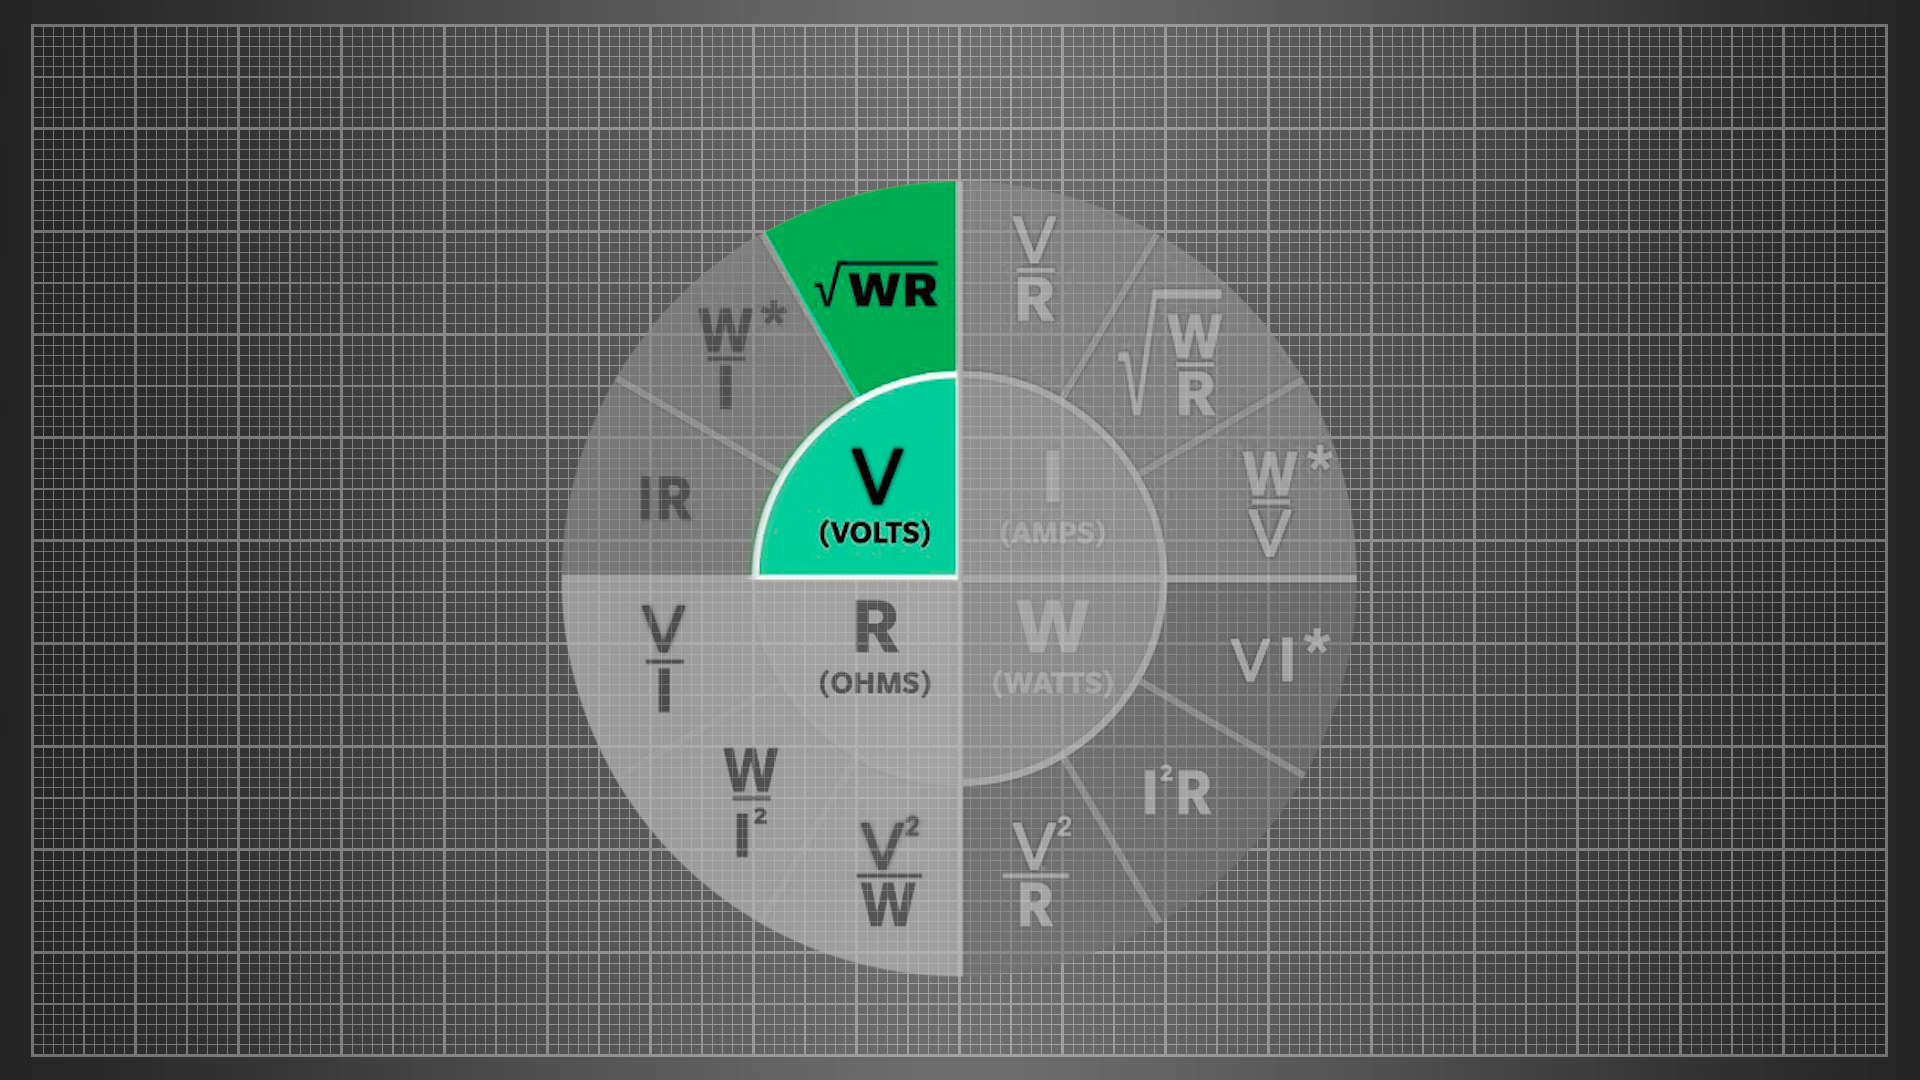 √WR
V
R
W*
I
√W
R
IR
V
(VOLTS)
I
(AMPS)
W*
V
V
I
R
(OHMS)
W
(WATTS)
VI*
W
I²
V²
W
V²
R
I²R